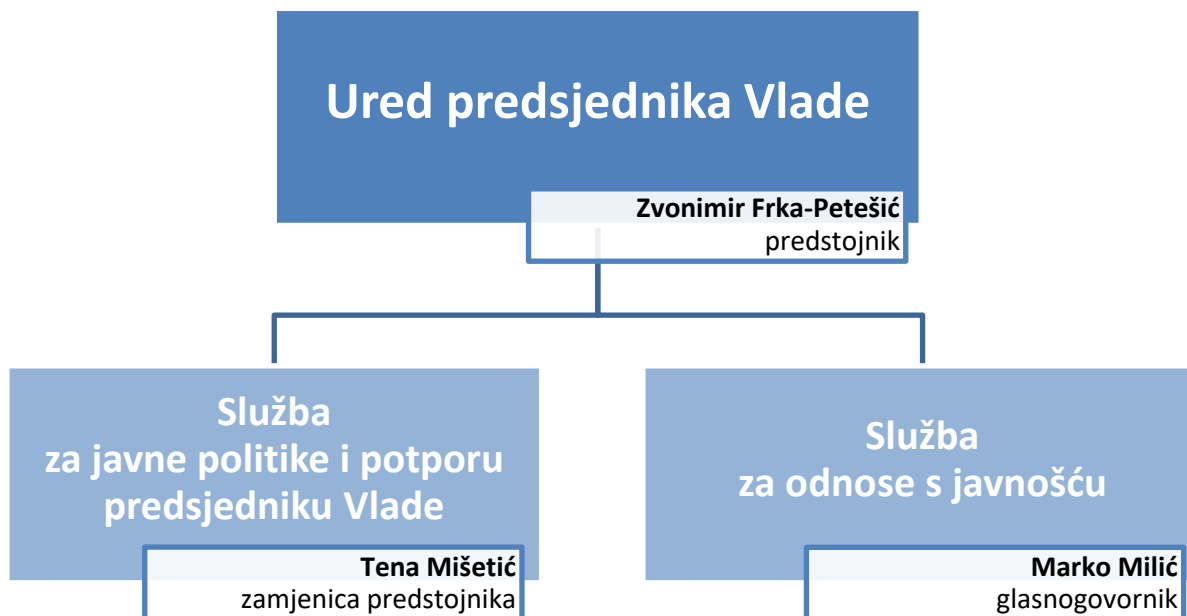 Ured predsjednika Vlade
Zvonimir Frka-Petešić
predstojnik
Služba
za javne politike i potporu
predsjedniku Vlade
Tena Mišetić
zamjenica predstojnika
Služba
za odnose s javnošću
Marko Milić
glasnogovornik